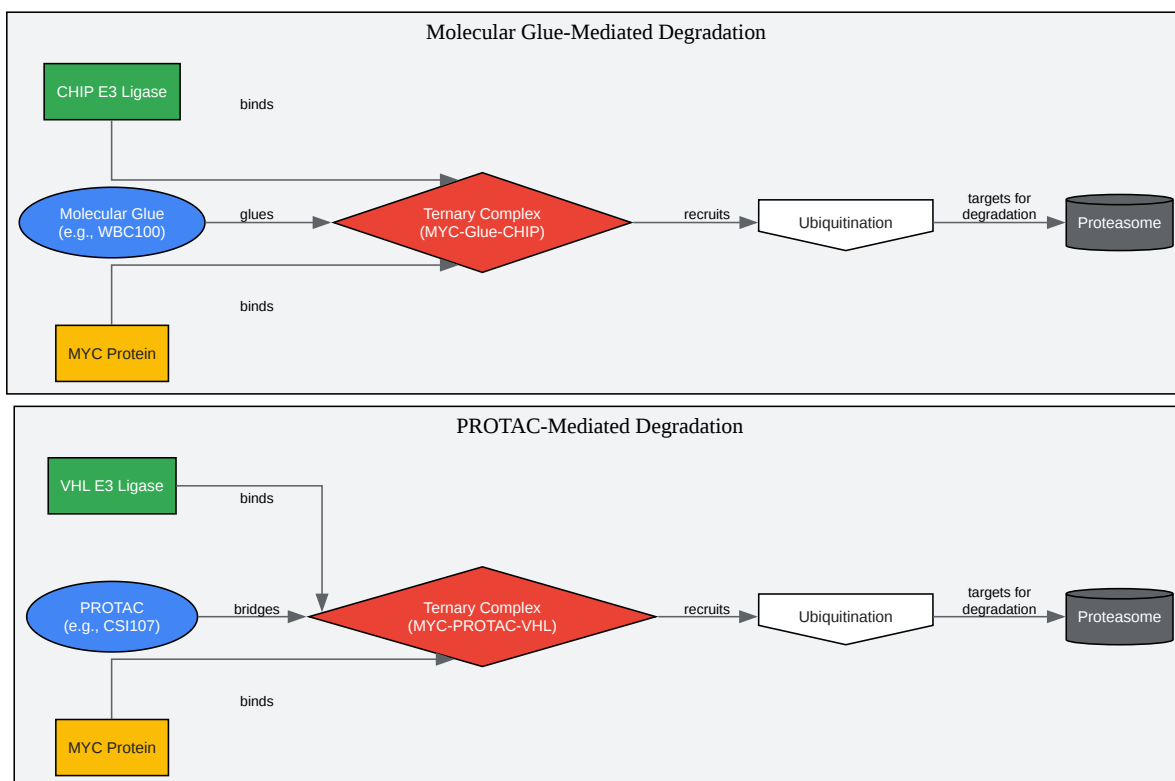 Molecular Glue-Mediated Degradation
CHIP E3 Ligase
binds
Molecular Glue
(e.g., WBC100)
glues
Ternary Complex
(MYC-Glue-CHIP)
recruits
Ubiquitination
targets for
degradation
Proteasome
binds
MYC Protein
PROTAC-Mediated Degradation
VHL E3 Ligase
binds
PROTAC
(e.g., CSI107)
bridges
Ternary Complex
(MYC-PROTAC-VHL)
recruits
Ubiquitination
targets for
degradation
Proteasome
binds
MYC Protein